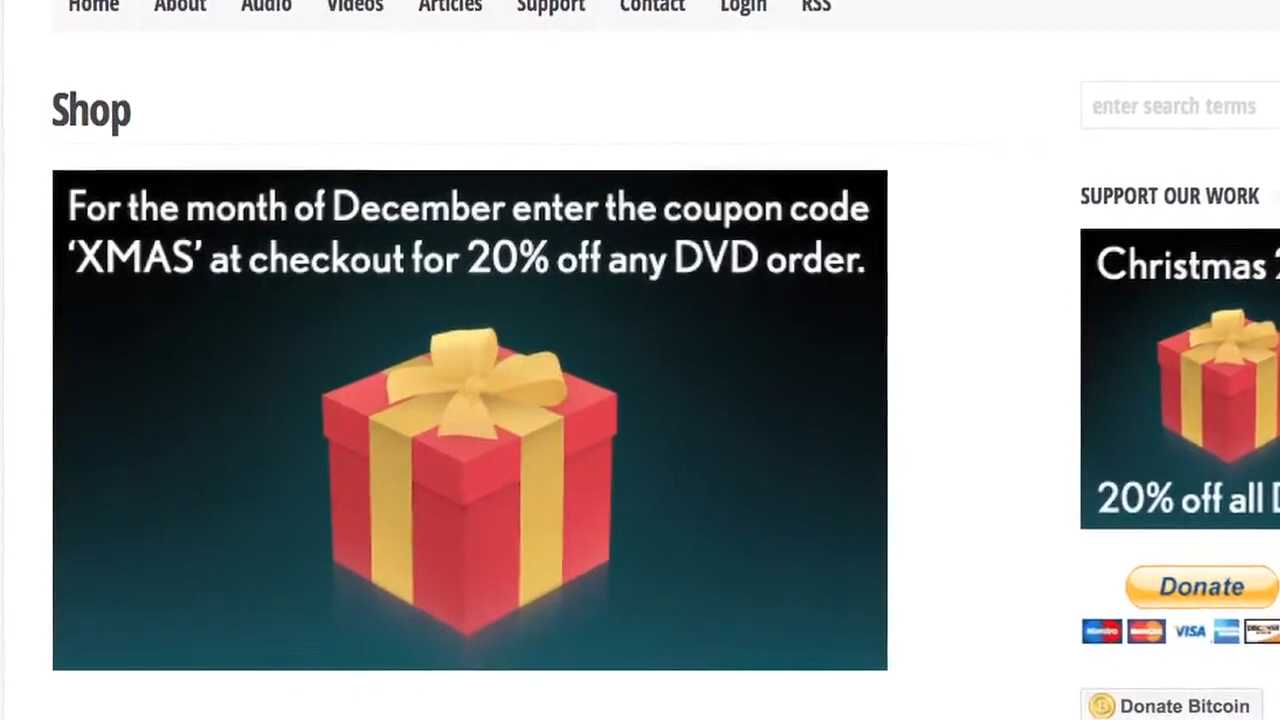 Home About Audio Videos Articles Support Contact Login RSS
Shop
enter search terms
For the month of December enter the coupon code
‘XMAS’ at checkout for 20% off any DVD order.
SUPPORT OUR WORK
Christmas
20% off all
Donate
Maestro MasterCard VISA
Donate Bitcoin